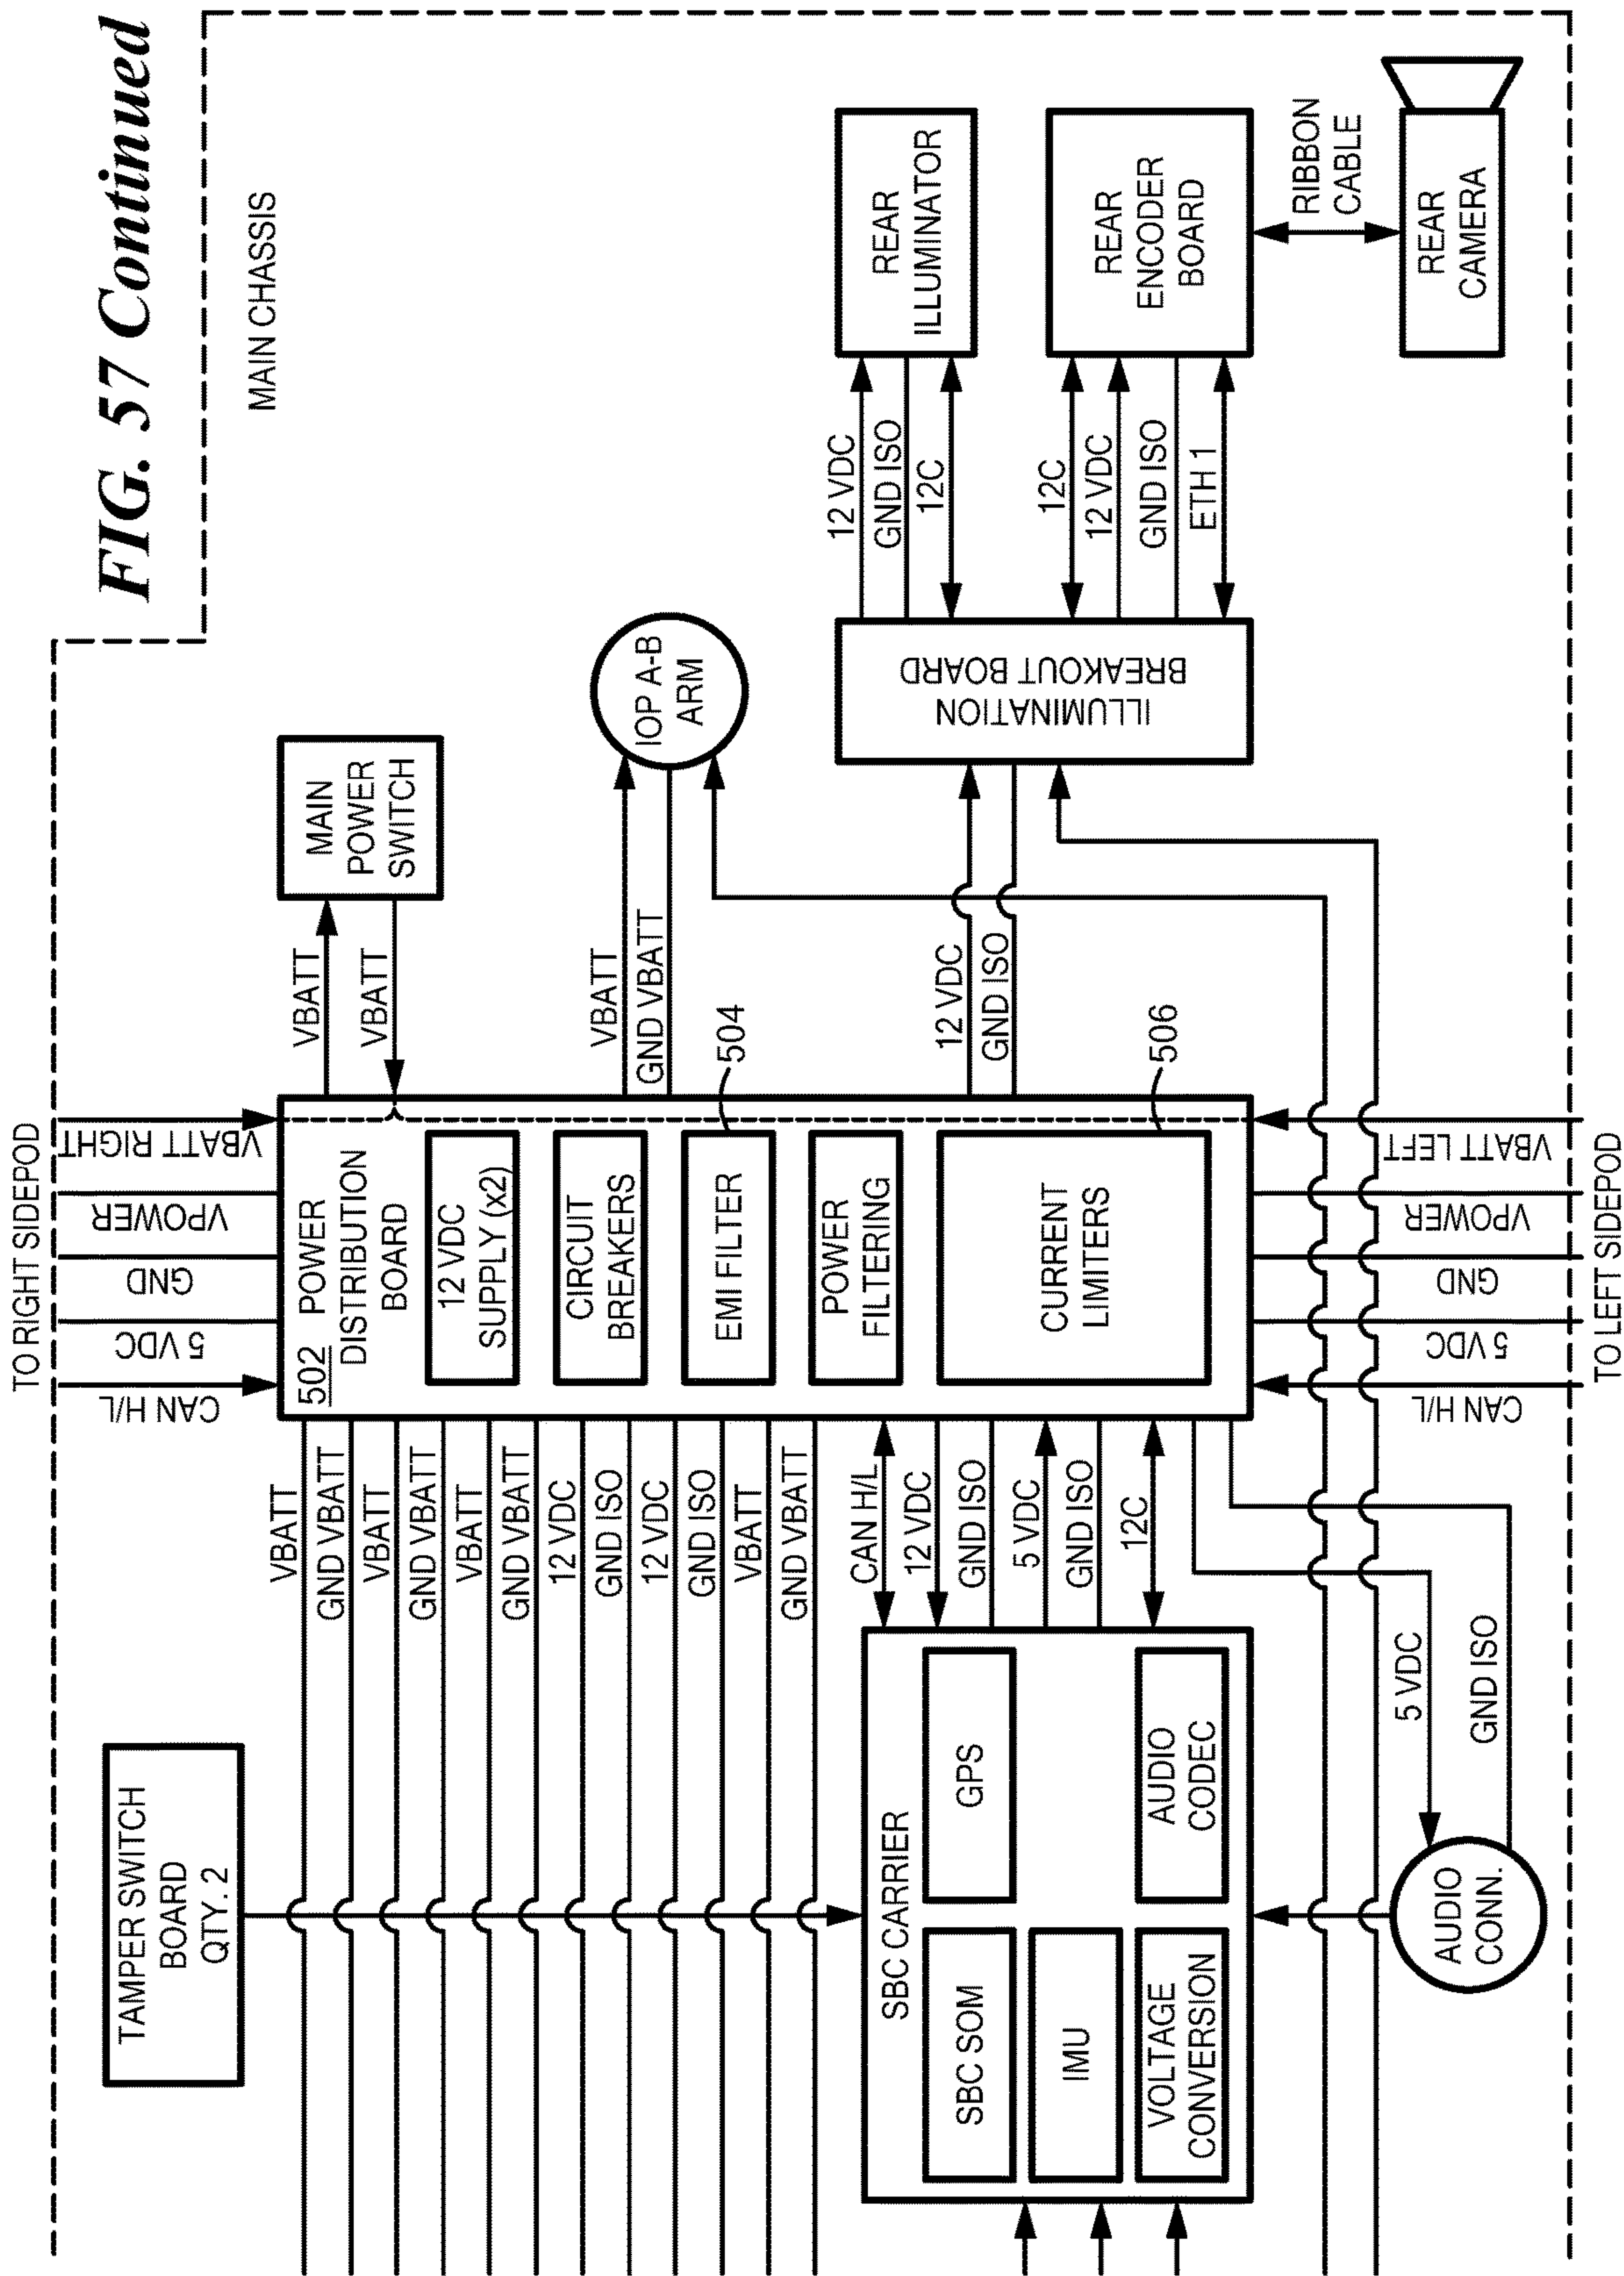 FIG. 57 Continued
MAIN CHASSIS
TO RIGHT SIDEPOD
CAN H/L
5 VDC
GND
VPOWER
VBATT RIGHT
TAMPER SWITCH
BOARD
QTY. 2
VBATT
GND VBATT
VBATT
GND VBATT
VBATT
GND VBATT
12 VDC
GND ISO
12 VDC
GND ISO
VBATT
GND VBATT
CAN H/L
12 VDC
GND ISO
5 VDC
GND ISO
12C
502
POWER
DISTRIBUTION
BOARD
12 VDC
SUPPLY (x2)
CIRCUIT
BREAKERS
EMI FILTER
504
POWER
FILTERING
CURRENT
LIMITERS
506
VBATT
VBATT
MAIN
POWER
SWITCH
VBATT
GND VBATT
IOP A-B
ARM
12 VDC
GND ISO
ILLUMINATION
BREAKOUT BOARD
12 VDC
GND ISO
12C
REAR
ILLUMINATOR
12C
12 VDC
GND ISO
ETH 1
REAR
ENCODER
BOARD
RIBBON
CABLE
REAR
CAMERA
SBC CARRIER
SBC SOM
GPS
IMU
VOLTAGE
CONVERSION
AUDIO
CODEC
5 VDC
GND ISO
AUDIO
CONN.
CAN H/L
5 VDC
GND
VPOWER
VBATT LEFT
TO LEFT SIDEPOD